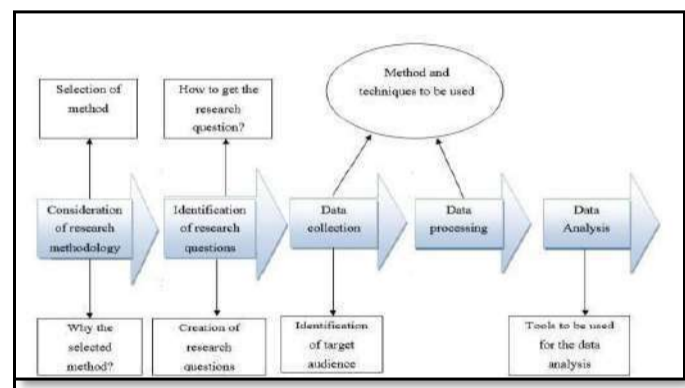 Selection of
method
How to get the
research
question?
Method and
techniques to be used
Consideration
of research
methodology
Identification
of research
questions
Data
collection
Data
processing
Data
Analysis
Why the
selected
method?
Creation of
research
questions
Identification
of target
audience
Tools to be used
for the data
analysis